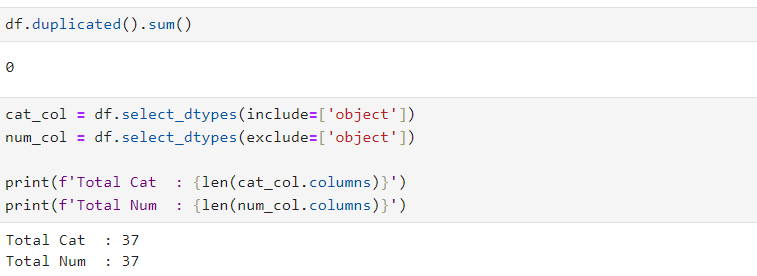 df.duplicated().sum()
0
cat_col = df.select_dtypes(include=['object'])
num_col = df.select_dtypes(exclude=['object'])
print(f'Total Cat  : {len(cat_col.columns)}')
print(f'Total Num  : {len(num_col.columns)}')
Total Cat  : 37
Total Num  : 37